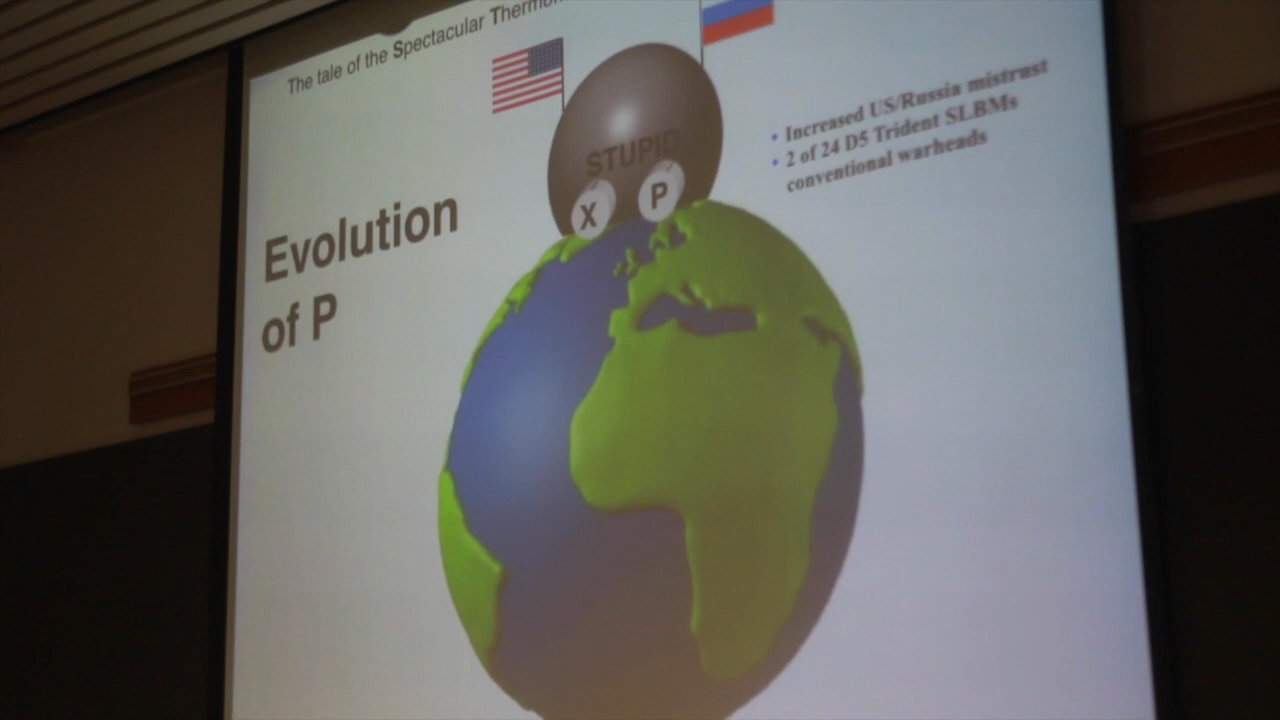 The tale of the Spectacular
STUPID
X
P
Evolution
of P
• Increased US/Russia mistrust
• 2 of 24 D5 Trident SLBMs
conventional warheads